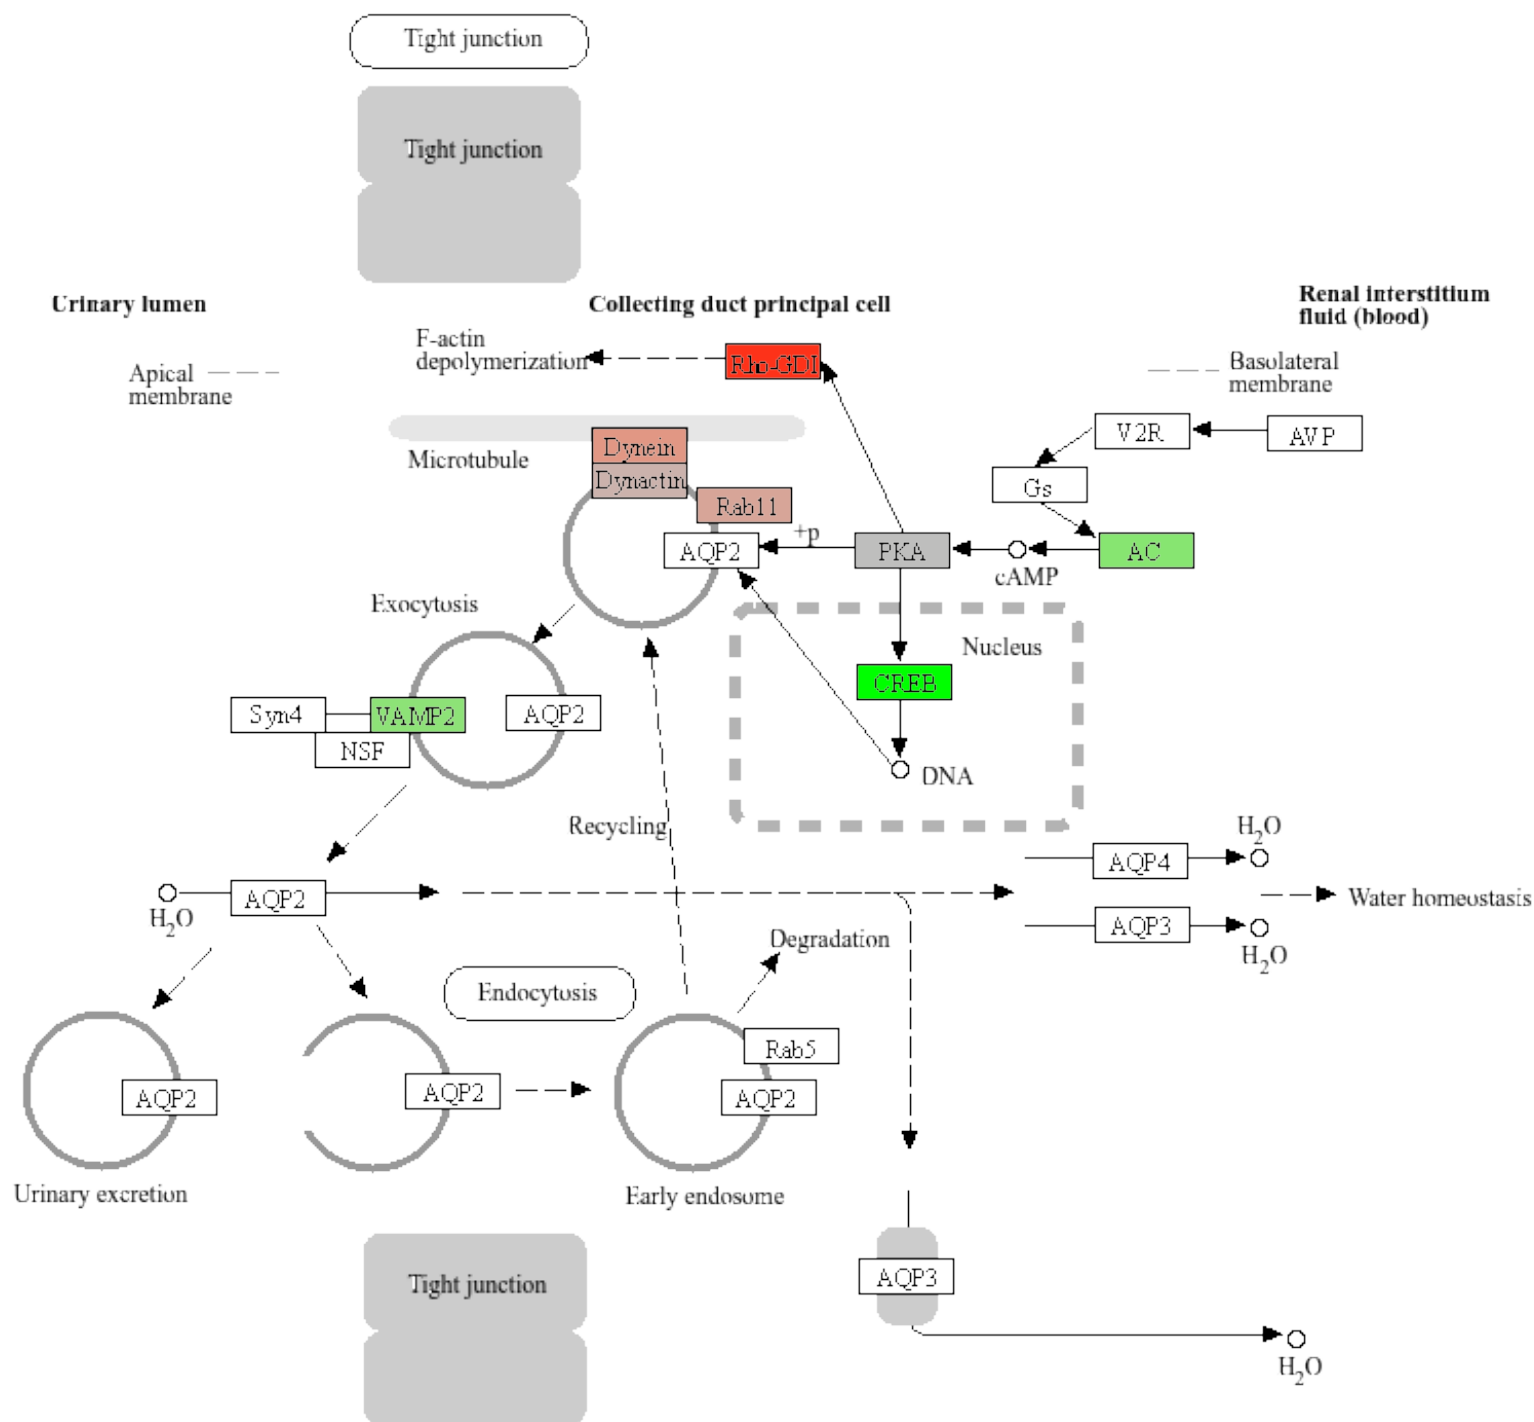 Tight junction
Tight junction
Urinary lumen
Collecting duct principal cell
Renal interstitium
fluid (blood)
F-actin
depolymerization
Rho-GDI
Apical
membrane
Basolateral
membrane
V2R
AVP
Dynein
Microtubule
Dynactin
Gs
Rab11
+p
AQP2
PKA
AC
cAMP
Exocytosis
Nucleus
CREB
Syn4
VAMP2
AQP2
NSF
DNA
Recycling
H2O
AQP4
AQP2
H2O
Water homeostasis
AQP3
H2O
Degradation
Endocytosis
Rab5
AQP2
AQP2
AQP2
Urinary excretion
Early endosome
Tight junction
AQP3
H2O